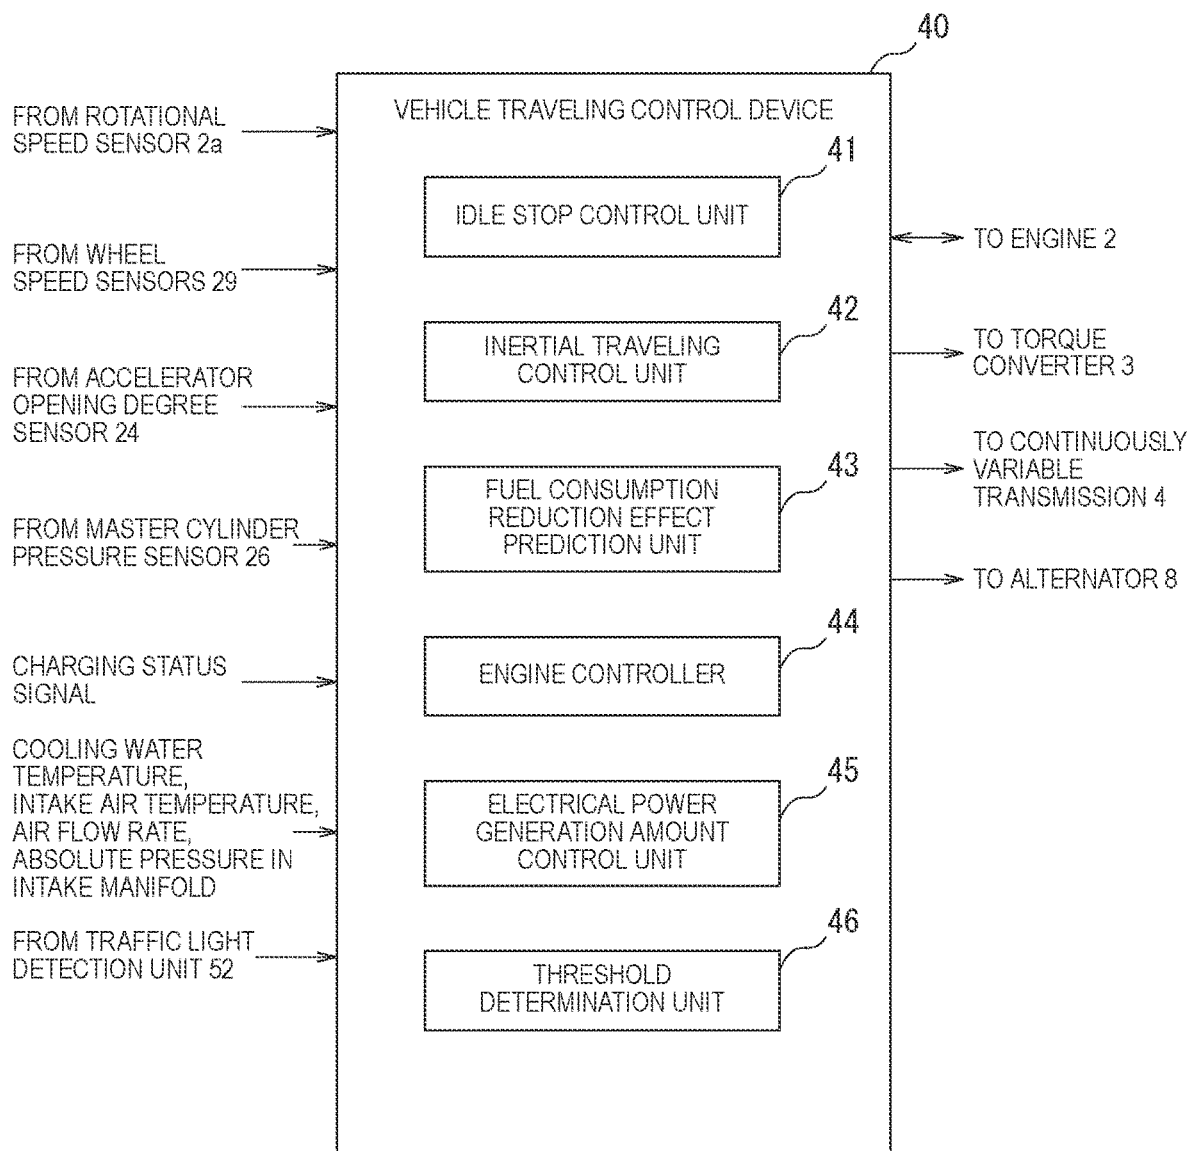 40
VEHICLE TRAVELING CONTROL DEVICE
FROM ROTATIONAL
SPEED SENSOR 2a
FROM WHEEL
SPEED SENSORS 29
FROM ACCELERATOR
OPENING DEGREE
SENSOR 24
FROM MASTER CYLINDER
PRESSURE SENSOR 26
CHARGING STATUS
SIGNAL
COOLING WATER
TEMPERATURE,
INTAKE AIR TEMPERATURE,
AIR FLOW RATE,
ABSOLUTE PRESSURE IN
INTAKE MANIFOLD
FROM TRAFFIC LIGHT
DETECTION UNIT 52
41
IDLE STOP CONTROL UNIT
42
INERTIAL TRAVELING
CONTROL UNIT
43
FUEL CONSUMPTION
REDUCTION EFFECT
PREDICTION UNIT
44
ENGINE CONTROLLER
45
ELECTRICAL POWER
GENERATION AMOUNT
CONTROL UNIT
46
THRESHOLD
DETERMINATION UNIT
TO ENGINE 2
TO TORQUE
CONVERTER 3
TO CONTINUOUSLY
VARIABLE
TRANSMISSION 4
TO ALTERNATOR 8